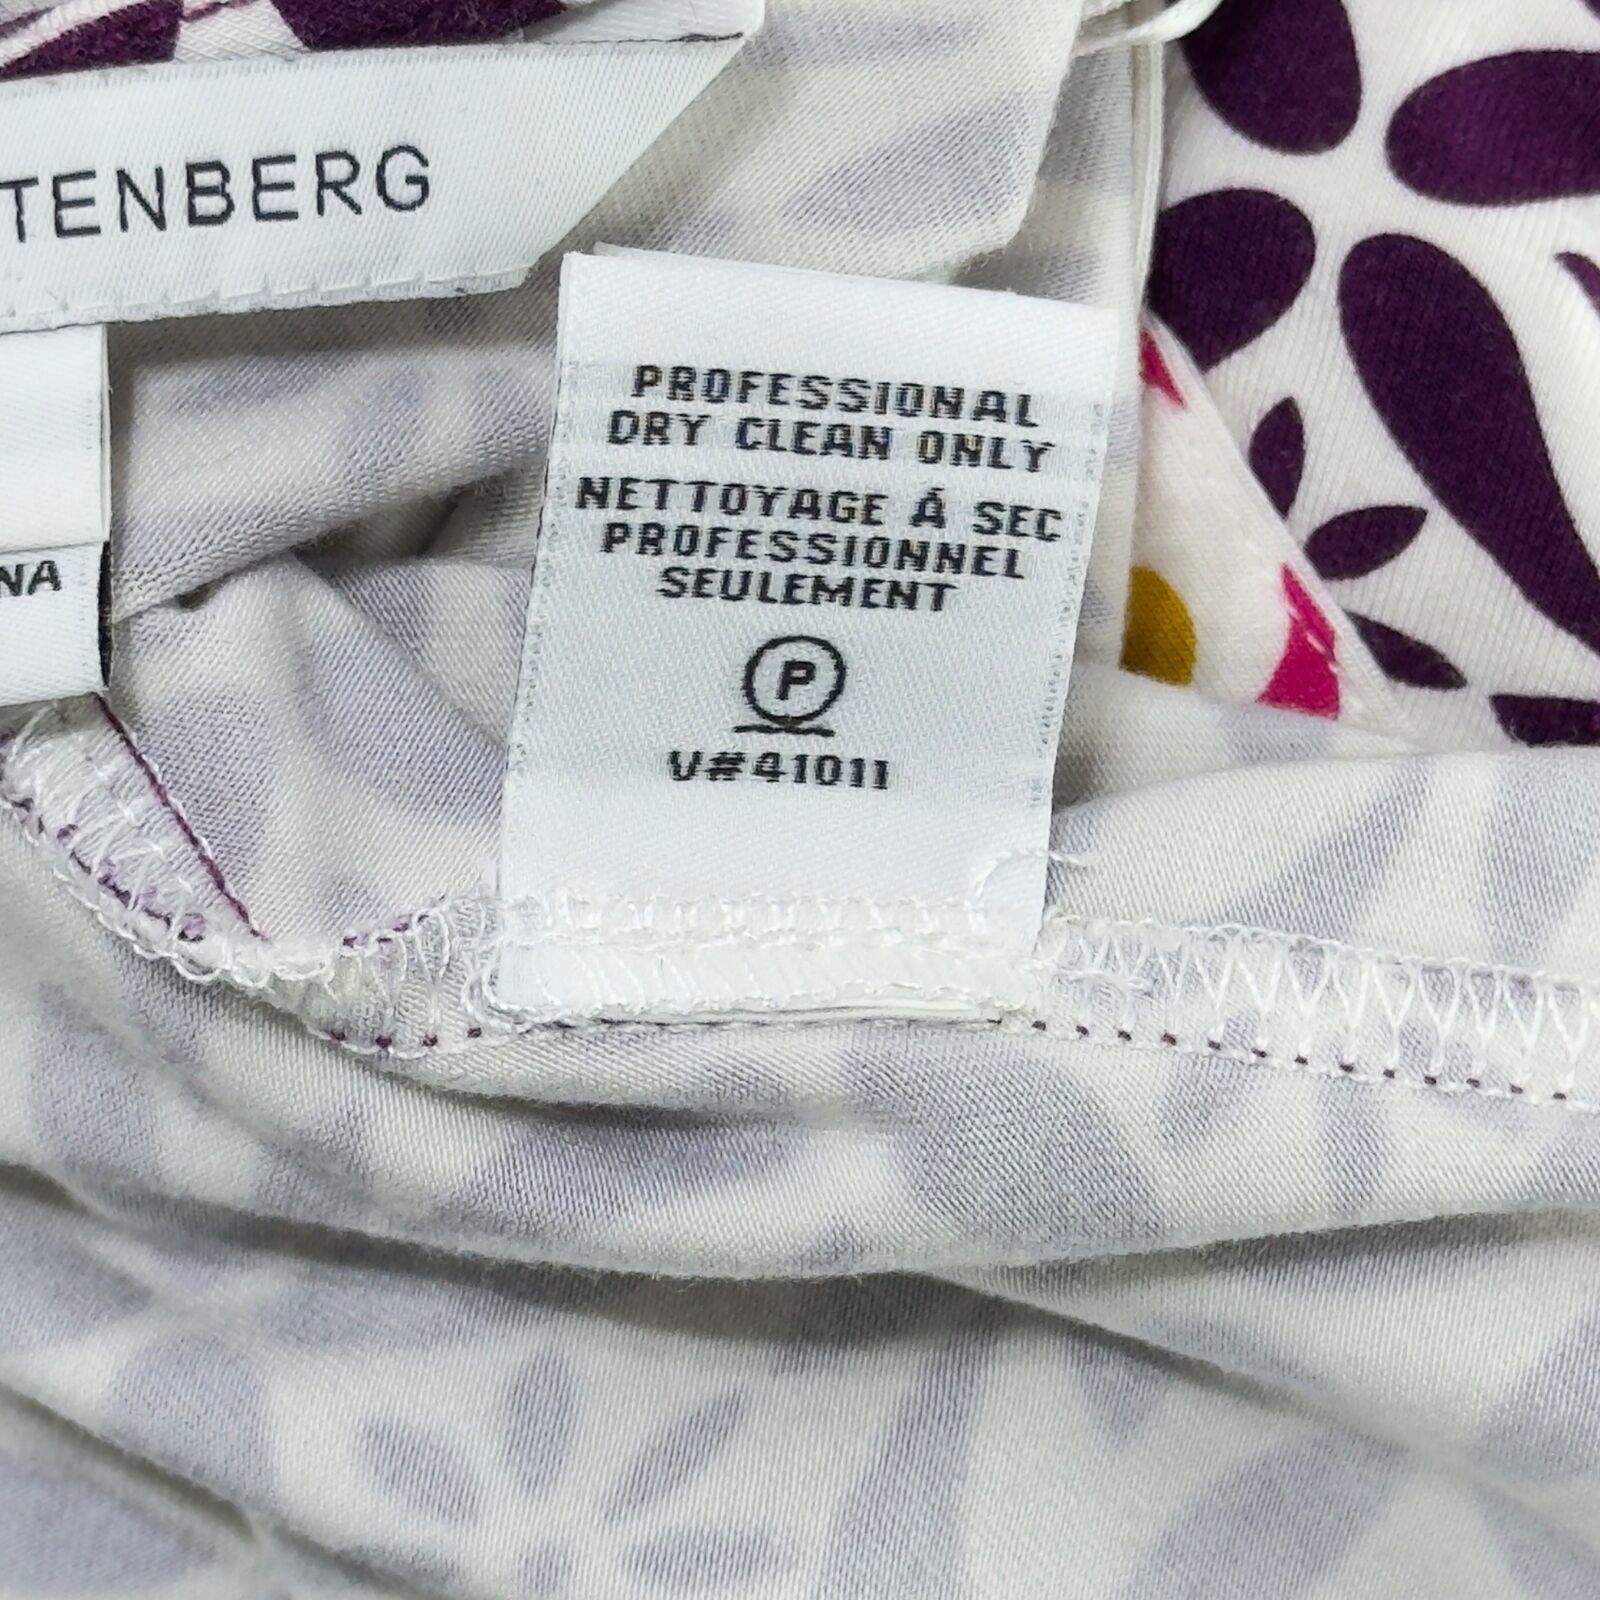 TENBERG
NA
PROFESSIONAL
DRY CLEAN ONLY
NETTOYAGE À SEC
PROFESSIONNEL
SEULEMENT
P
V#41011